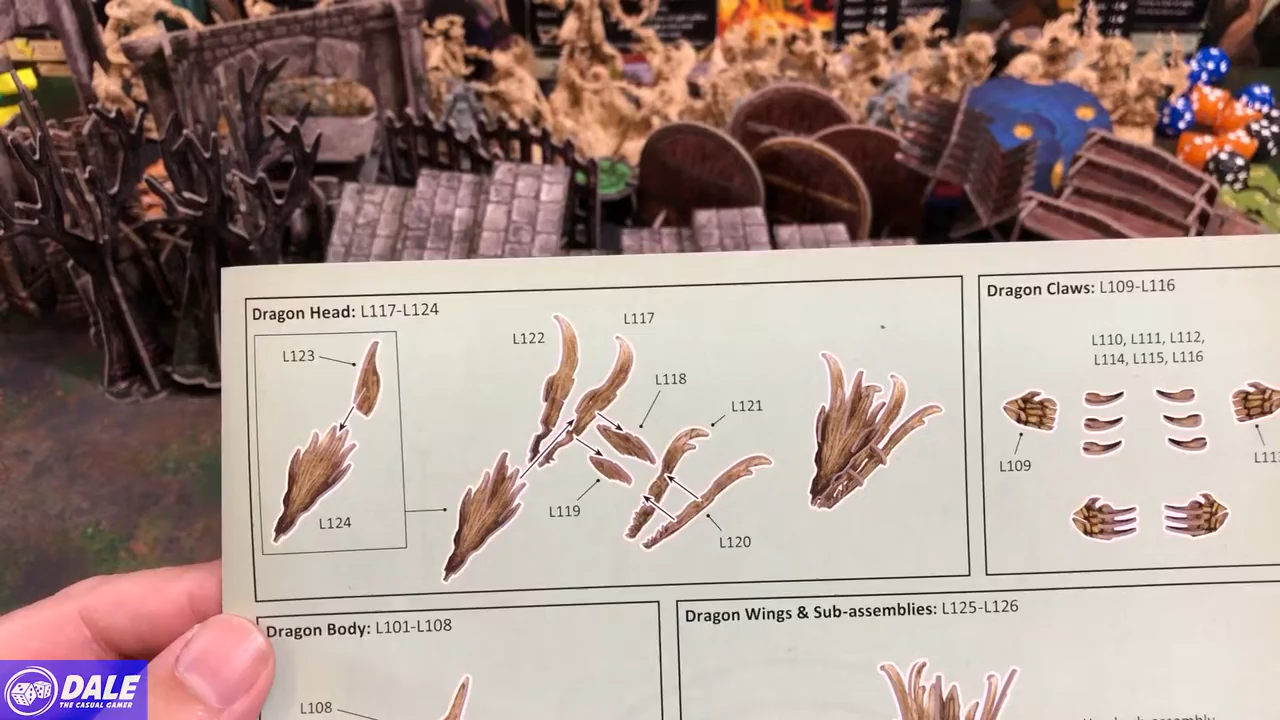 Dragon Head: L117-L124
L123
L124
L122
L117
L118
L121
L119
L120
Dragon Claws: L109-L116
L110, L111, L112,
L114, L115, L116
L109
Dragon Body: L101-L108
L108
Dragon Wings & Sub-assemblies: L125-L126
DALE
THE CASUAL GAMER